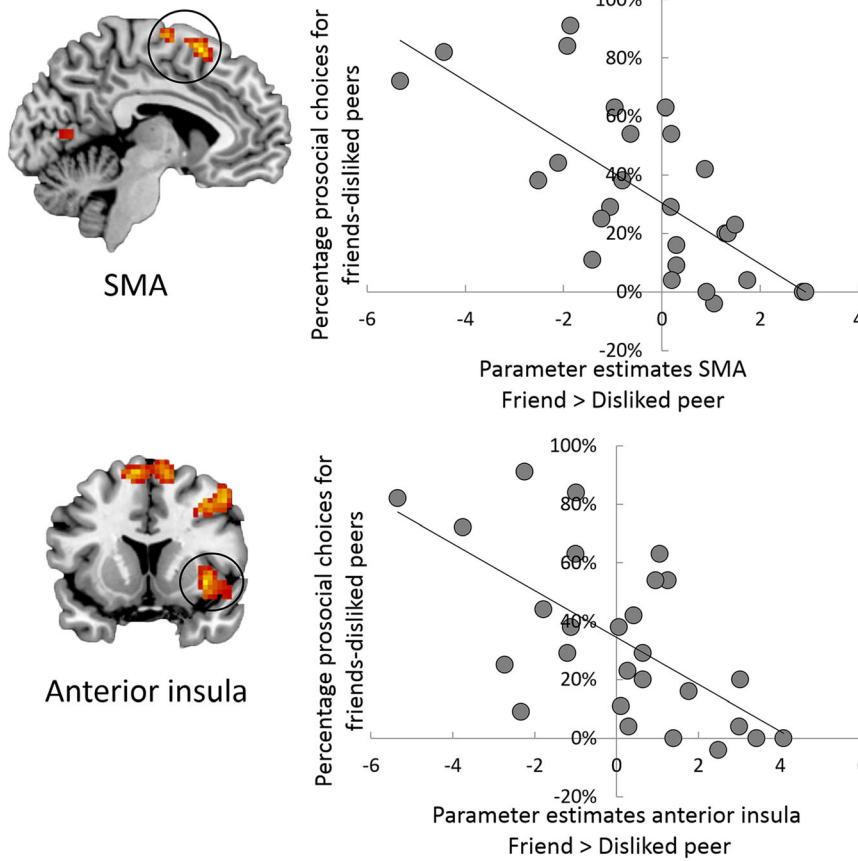 SMA
Percentage prosocial choices for
friends-disliked peers
100%
80%
60%
40%
20%
0%
-20%
-6
-4
-2
0
2
4
Parameter estimates SMA
Friend > Disliked peer
Anterior insula
Percentage prosocial choices for
friends-disliked peers
100%
80%
60%
40%
20%
0%
-20%
-6
-4
-2
0
2
4
Parameter estimates anterior insula
Friend > Disliked peer